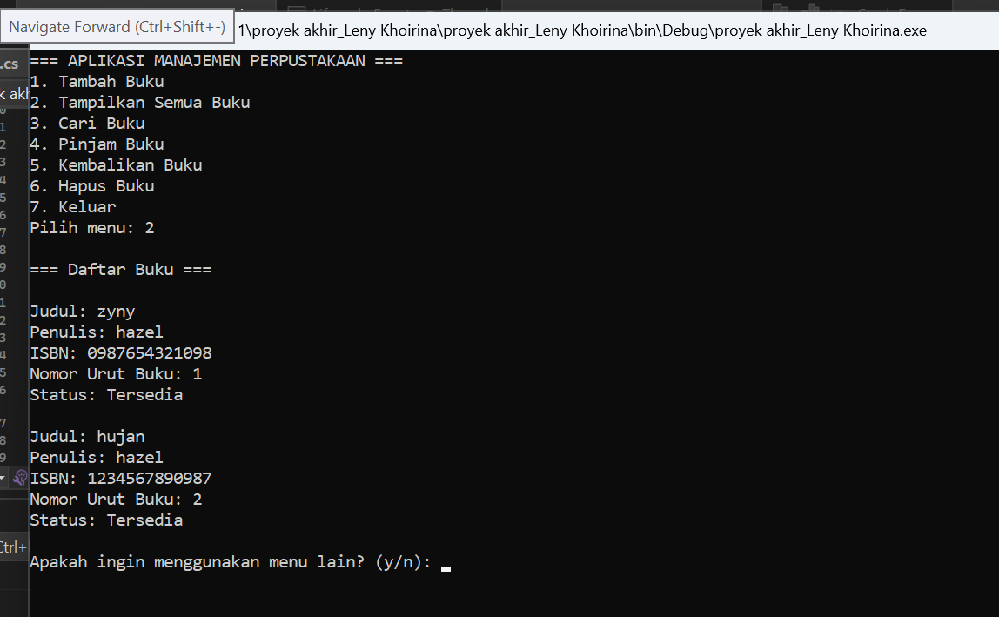 Navigate Forward (Ctrl+Shift+-)
1\proyek akhir_Leny Khoirina\proyek akhir_Leny Khoirina\bin\Debug\proyek akhir_Leny Khoirina.exe
.cs
=== APLIKASI MANAJEMEN PERPUSTAKAAN ===
1. Tambah Buku
2. Tampilkan Semua Buku
3. Cari Buku
4. Pinjam Buku
5. Kembalikan Buku
6. Hapus Buku
7. Keluar
Pilih menu: 2
=== Daftar Buku ===
Judul: zyny
Penulis: hazel
ISBN: 0987654321098
Nomor Urut Buku: 1
Status: Tersedia
Judul: hujan
Penulis: hazel
ISBN: 1234567890987
Nomor Urut Buku: 2
Status: Tersedia
Apakah ingin menggunakan menu lain? (y/n):
Ctrl+